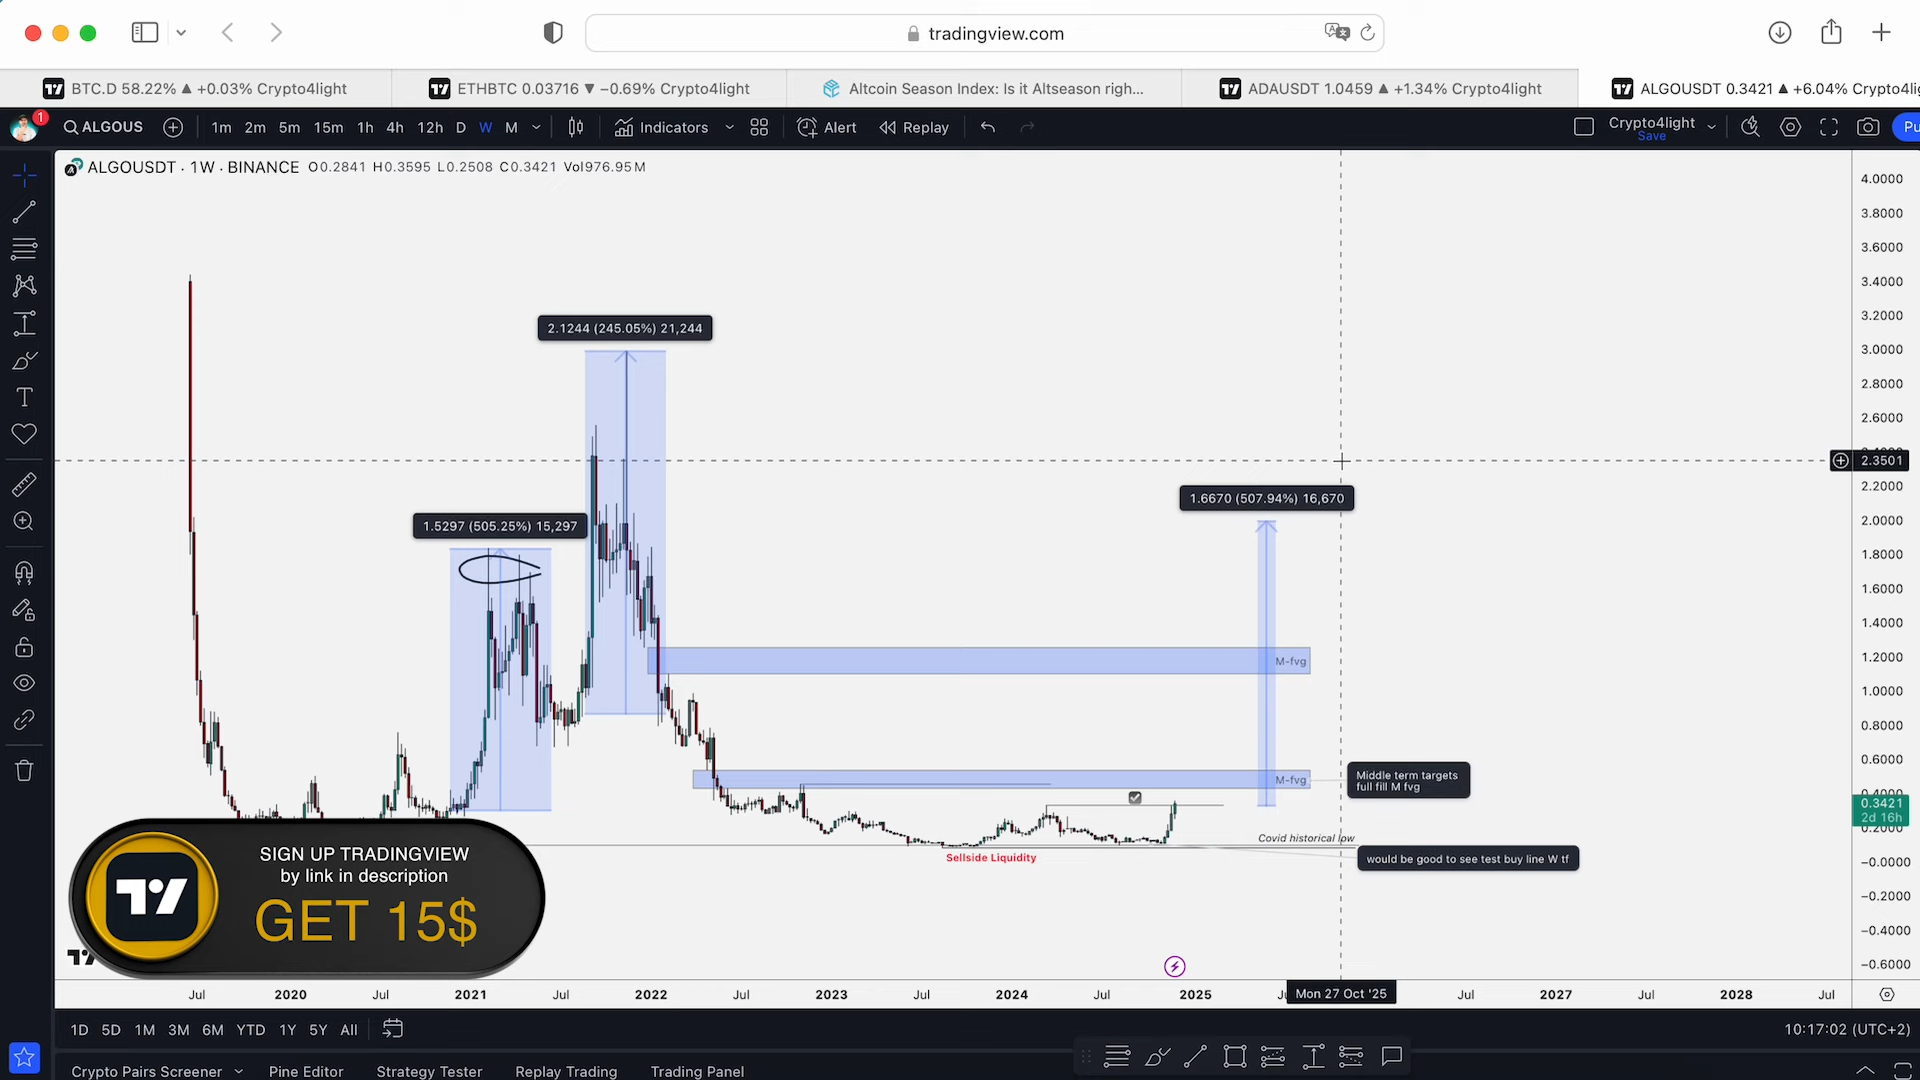 tradingview.com
BTC.D 58.22% ▲ +0.03% Crypto4light
ETHBTC 0.03716 ▼ −0.69% Crypto4light
Altcoin Season Index: Is it Altseason righ...
ADAUSDT 1.0459 ▲ +1.34% Crypto4light
ALGOUSDT 0.3421 ▲ +6.04% Crypto4lig
1
ALGOUS
1m 2m 5m 15m 1h 4h 12h D W M
Indicators
Alert
Replay
Crypto4light
Save
Pu
ALGOUSDT · 1W · BINANCE O0.2841 H0.3595 L0.2508 C0.3421 Vol976.95M
4.0000
3.8000
3.6000
3.4000
3.2000
3.0000
2.8000
2.6000
2.3501
2.2000
2.0000
1.8000
1.6000
1.4000
1.2000
1.0000
0.8000
0.6000
0.3421
2d 16h
−0.0000
−0.2000
−0.4000
−0.6000
2.1244 (245.05%) 21,244
1.5297 (505.25%) 15,297
1.6670 (507.94%) 16,670
M-fvg
M-fvg
Middle term targets
full fill M fvg
Covid historical low
Sellside Liquidity
would be good to see test buy line W tf
SIGN UP TRADINGVIEW
by link in description
GET 15$
Jul 2020 Jul 2021 Jul 2022 Jul 2023 Jul 2024 Jul 2025 Mon 27 Oct '25 Jul 2027 Jul 2028 Jul
1D 5D 1M 3M 6M YTD 1Y 5Y All
10:17:02 (UTC+2)
Crypto Pairs Screener
Pine Editor
Strategy Tester
Replay Trading
Trading Panel